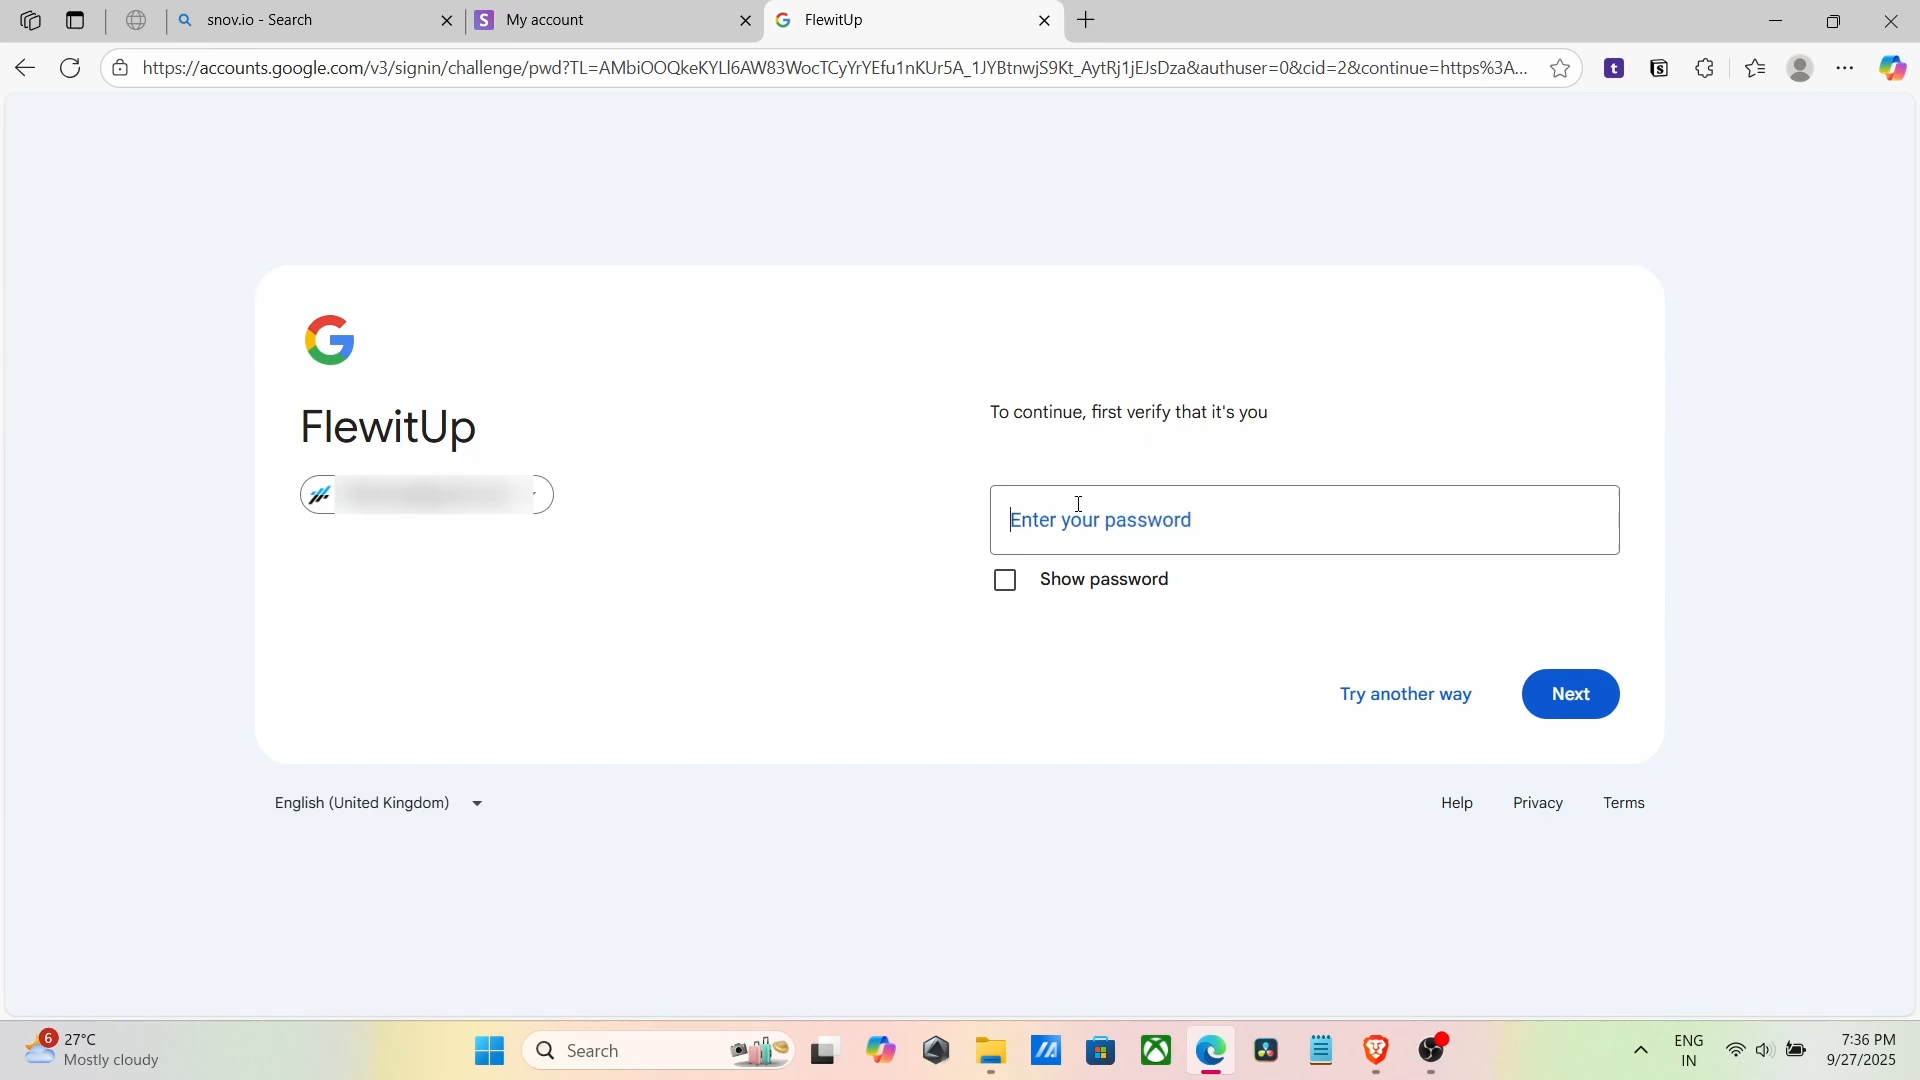 snov.io - Search
My account
FlewitUp
https://accounts.google.com/v3/signin/challenge/pwd?TL=AMbiOOQkeKYLl6AW83WocTCyYrYEfu1nKUr5A_1JYBtnwjS9Kt_AytRj1jEJsDza&authuser=0&cid=2&continue=https%3A...
FlewitUp
To continue, first verify that it's you
Enter your password
Show password
Try another way
Next
English (United Kingdom)
Help
Privacy
Terms
6
27°C
Mostly cloudy
Search
ENG
IN
7:36 PM
9/27/2025